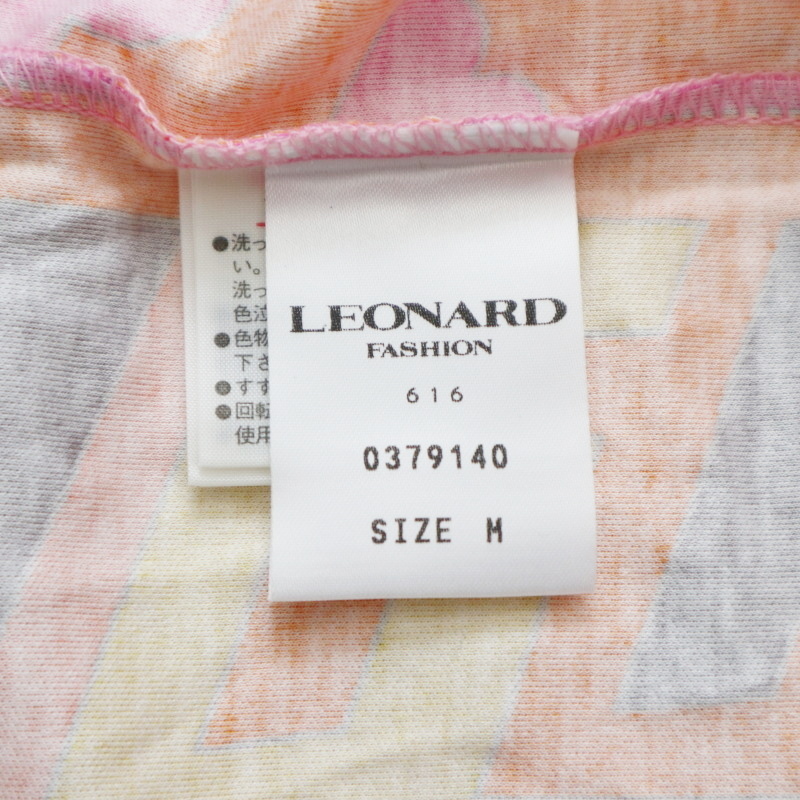 ●洗っ
い。
洗っ
色泣
●色物
下さ
●すす
●回転
使用
LEONARD
FASHION
616
0379140
SIZE M